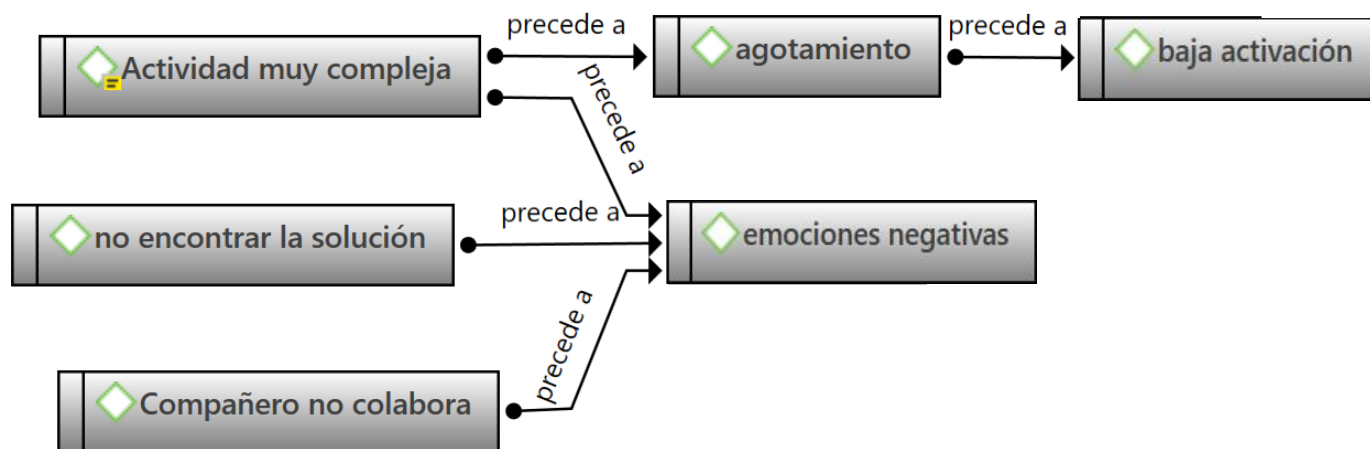 precede a
precede a
Actividad muy compleja
agotamiento
baja activación
precede a
precede a
no encontrar la solución
emociones negativas
precede a
Compañero no colabora